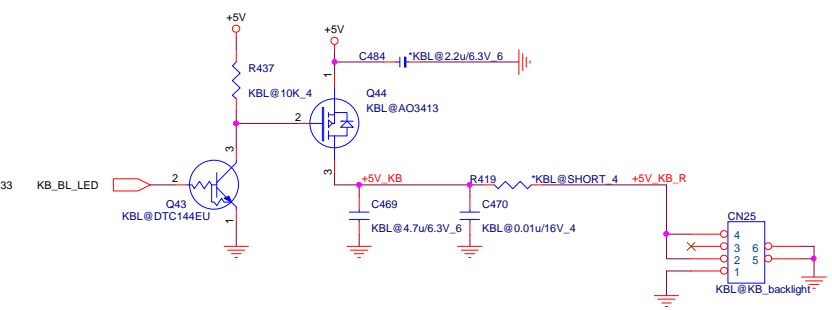 +5V
+5V
R437
KBL@10K_4
C484
*KBL@2.2u/6.3V_6
1
Q44
KBL@AO3413
2
3
3
33
KB_BL_LED
2
Q43
KBL@DTC144EU
1
+5V_KB
R419
*KBL@SHORT_4
+5V_KB_R
C469
KBL@4.7u/6.3V_6
C470
KBL@0.01u/16V_4
CN25
4
3 6
2 5
1
KBL@KB_backlight